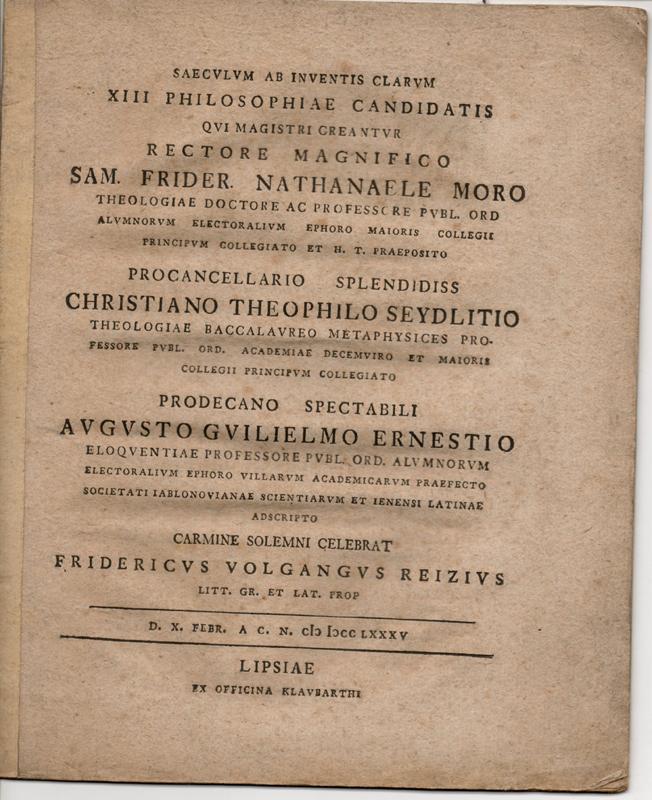 SAECVLVM AB INVENTIS CLARVM
XIII PHILOSOPHIAE CANDIDATIS
QVI MAGISTRI CREANTVR
RECTORE MAGNIFICO
SAM. FRIDER. NATHANAELE MORO
THEOLOGIAE DOCTORE AC PROFESSORE PVBL. ORD
ALVMNORVM ELECTORALIVM EPHORO MAIORIS COLLEGII
PRINCIPVM COLLEGIATO ET H. T. PRAEPOSITO
PROCANCELLARIO SPLENDIDISS
CHRISTIANO THEOPHILO SEYDLITIO
THEOLOGIAE BACCALAVREO METAPHYSICES PRO-
FESSORE PVBL. ORD. ACADEMIAE DECEMVIRO ET MAIORIS
COLLEGII PRINCIPVM COLLEGIATO
PRODECANO SPECTABILI
AVGVSTO GVILIELMO ERNESTIO
ELOQVENTIAE PROFESSORE PVBL. ORD. ALVMNORVM
ELECTORALIVM EPHORO VILLARVM ACADEMICARVM PRAEFECTO
SOCIETATI IABLONOVIANAE SCIENTIARVM ET IENENSI LATINAE
ADSCRIPTO
CARMINE SOLEMNI CELEBRAT
FRIDERICVS VOLGANGVS REIZIVS
LITT. GR. ET LAT. PROP
D. X. FEBR. A C. N. CIↃ IↃCC LXXXV
LIPSIAE
EX OFFICINA KLAVBARTHI